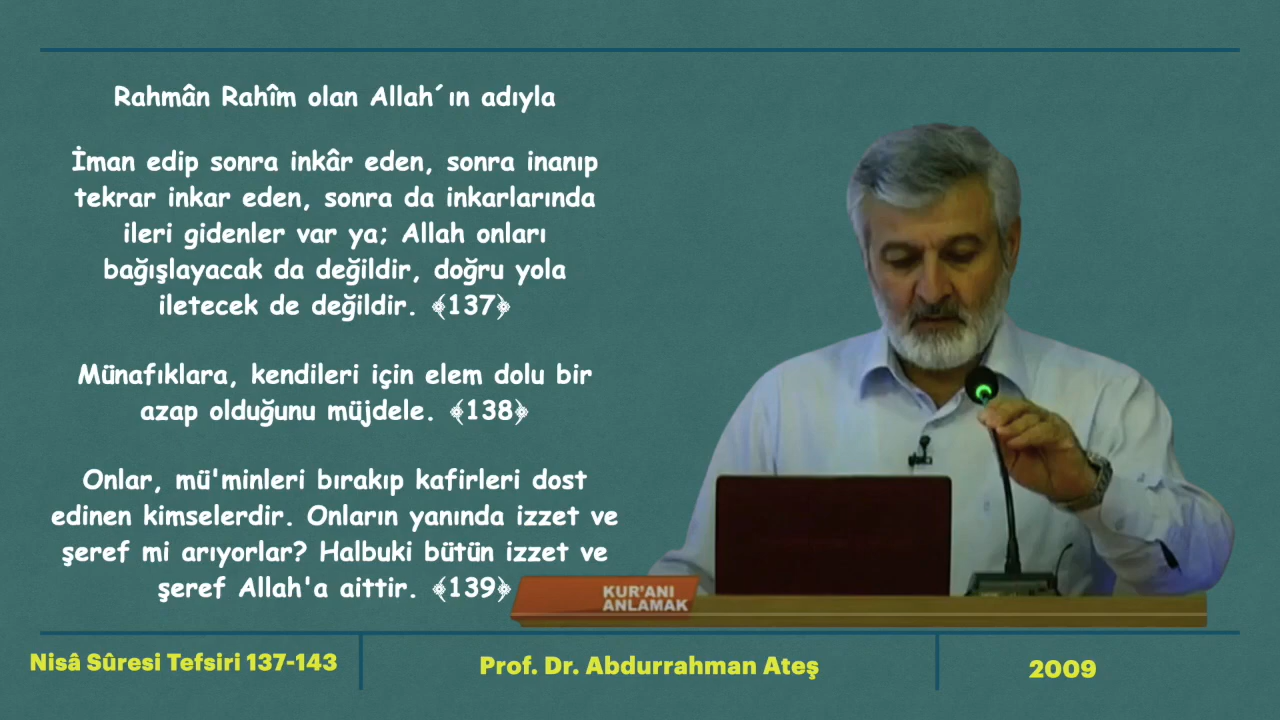 Rahmân Rahîm olan Allah´ın adıyla
İman edip sonra inkâr eden, sonra inanıp
tekrar inkar eden, sonra da inkarlarında
ileri gidenler var ya; Allah onları
bağışlayacak da değildir, doğru yola
iletecek de değildir. ﴾137﴿
Münafıklara, kendileri için elem dolu bir
azap olduğunu müjdele. ﴾138﴿
Onlar, mü'minleri bırakıp kafirleri dost
edinen kimselerdir. Onların yanında izzet ve
şeref mi arıyorlar? Halbuki bütün izzet ve
şeref Allah'a aittir. ﴾139﴿
KUR'ANI
ANLAMAK
Nisâ Sûresi Tefsiri 137-143
Prof. Dr. Abdurrahman Ateş
2009